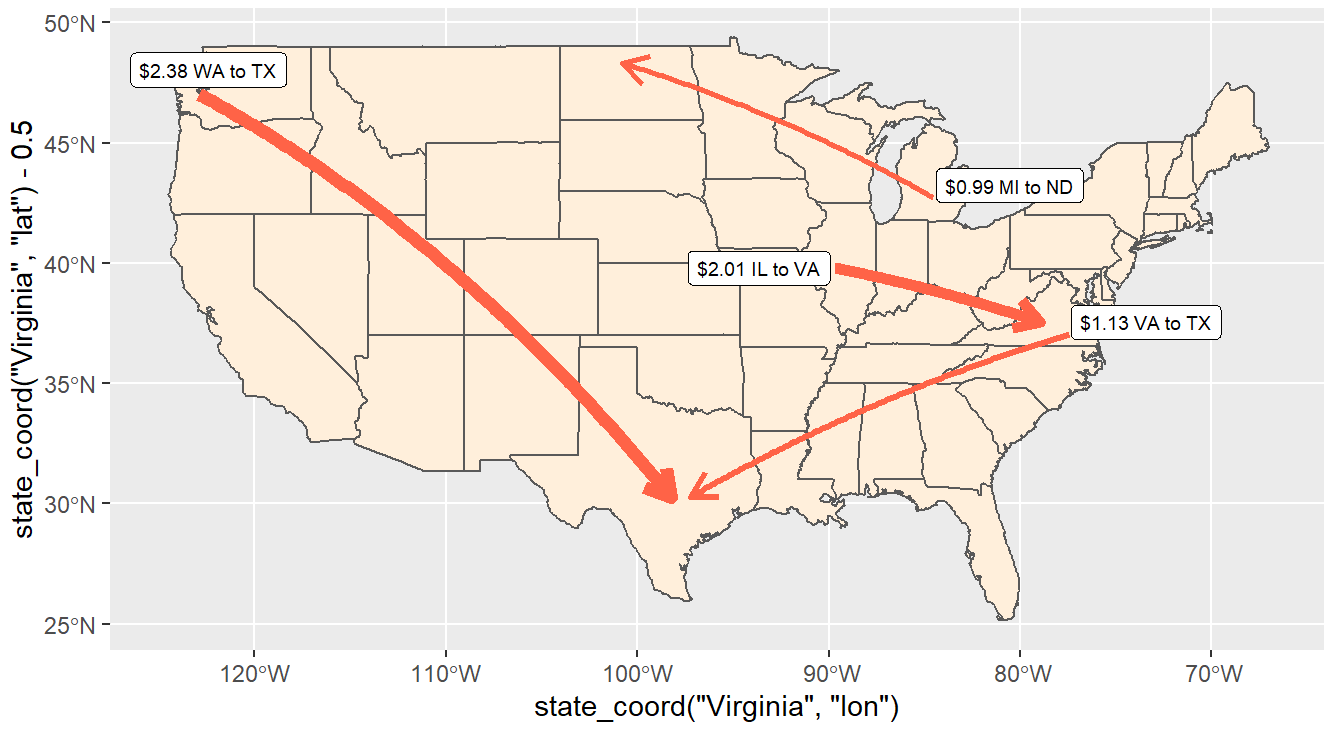 50°N
45°N
40°N
35°N
30°N
25°N
state_coord("Virginia", "lat") - 0.5
$2.38 WA to TX
$0.99 MI to ND
$2.01 IL to VA
$1.13 VA to TX
120°W
110°W
100°W
90°W
80°W
70°W
state_coord("Virginia", "lon")